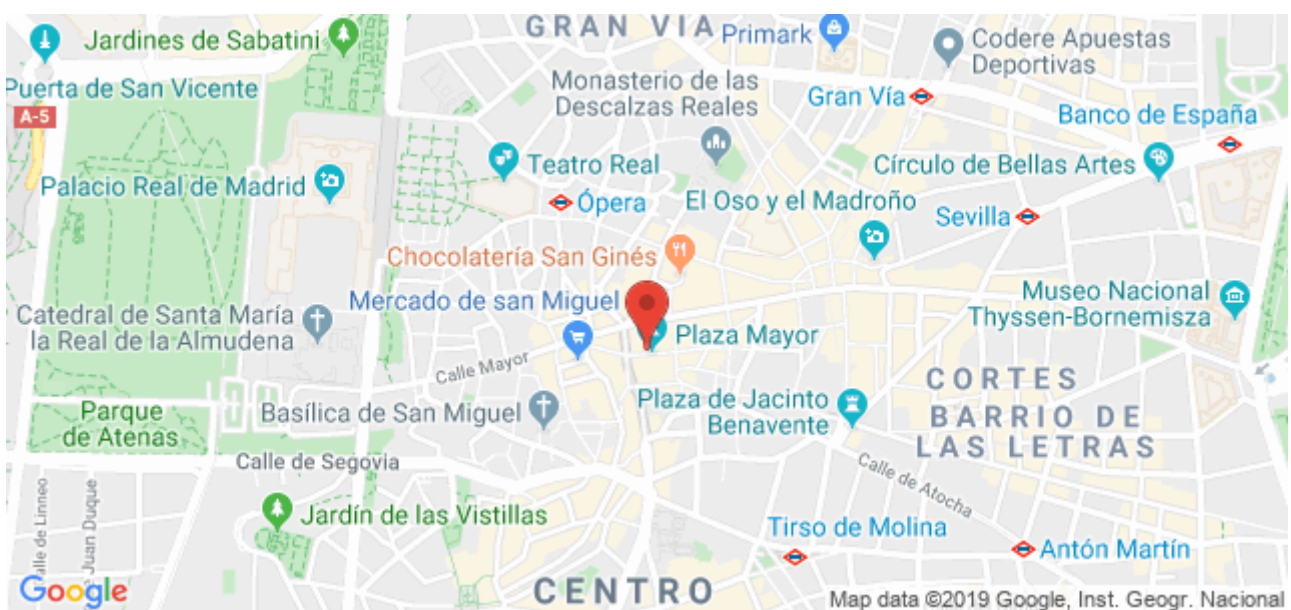 GRAN VÍA
Primark
Jardines de Sabatini
Codere Apuestas
Deportivas
Puerta de San Vicente
Monasterio de las
Descalzas Reales
Gran Vía
A-5
Banco de España
Teatro Real
Círculo de Bellas Artes
Palacio Real de Madrid
Ópera
El Oso y el Madroño
Sevilla
Chocolatería San Ginés
Mercado de san Miguel
Museo Nacional
Thyssen-Bornemisza
Catedral de Santa María
la Real de la Almudena
Plaza Mayor
Calle Mayor
CORTES
Parque
de Atenas
Basílica de San Miguel
Plaza de Jacinto
Benavente
BARRIO DE
LAS LETRAS
Calle de Segovia
Calle de Atocha
Jardín de las Vistillas
Juan Duque
Tirso de Molina
Antón Martín
Google
CENTRO
Map data ©2019 Google, Inst. Geogr. Nacional